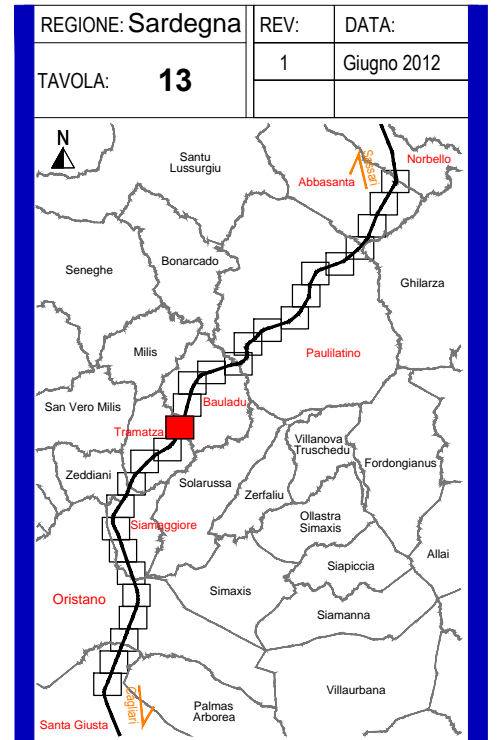 REGIONE: Sardegna
REV:
DATA:
TAVOLA: 13
1
Giugno 2012
N
Santu
Lussurgiu
Sassari
Norbello
Abbasanta
Bonarcado
Seneghe
Ghilarza
Milis
Paulilatino
San Vero Milis
Bauladu
Tramatza
Villanova
Truschedu
Fordongianus
Zeddiani
Solarussa
Zerfaliu
Ollastra
Simaxis
Siamaggiore
Allai
Siapiccia
Oristano
Simaxis
Siamanna
Villaurbana
Cagliari
Palmas
Arborea
Santa Giusta